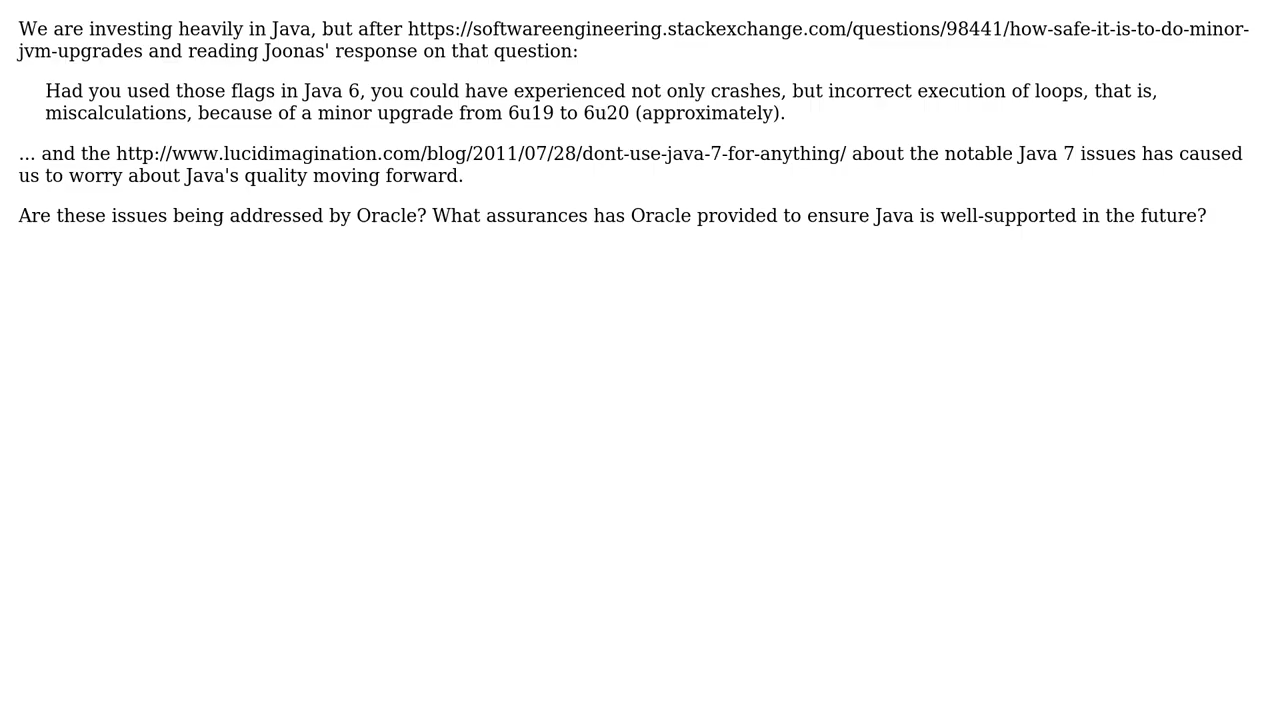 We are investing heavily in Java, but after https://softwareengineering.stackexchange.com/questions/98441/how-safe-it-is-to-do-minor-
jvm-upgrades and reading Joonas' response on that question:
Had you used those flags in Java 6, you could have experienced not only crashes, but incorrect execution of loops, that is,
miscalculations, because of a minor upgrade from 6u19 to 6u20 (approximately).
... and the http://www.lucidimagination.com/blog/2011/07/28/dont-use-java-7-for-anything/ about the notable Java 7 issues has caused
us to worry about Java's quality moving forward.
Are these issues being addressed by Oracle? What assurances has Oracle provided to ensure Java is well-supported in the future?